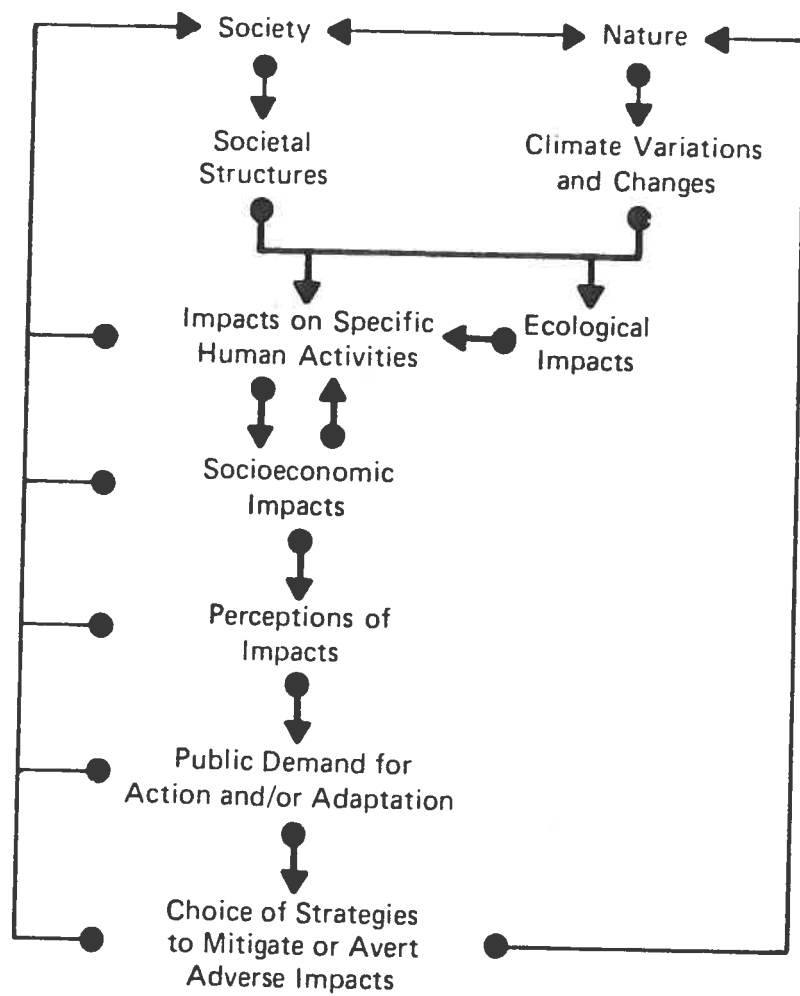 Society
Nature
Societal
Structures
Climate Variations
and Changes
Impacts on Specific
Human Activities
Ecological
Impacts
Socioeconomic
Impacts
Perceptions of
Impacts
Public Demand for
Action and/or Adaptation
Choice of Strategies
to Mitigate or Avert
Adverse Impacts